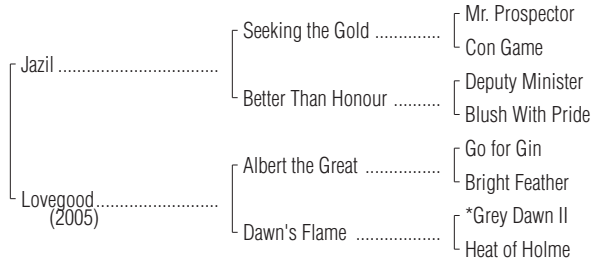 Mr. Prospector
Seeking the Gold ..............
Con Game
Jazil ................................
Deputy Minister
Better Than Honour ..........
Blush With Pride
Go for Gin
Albert the Great ................
Bright Feather
Lovegood.........................
(2005)
*Grey Dawn II
Dawn's Flame ..................
Heat of Holme